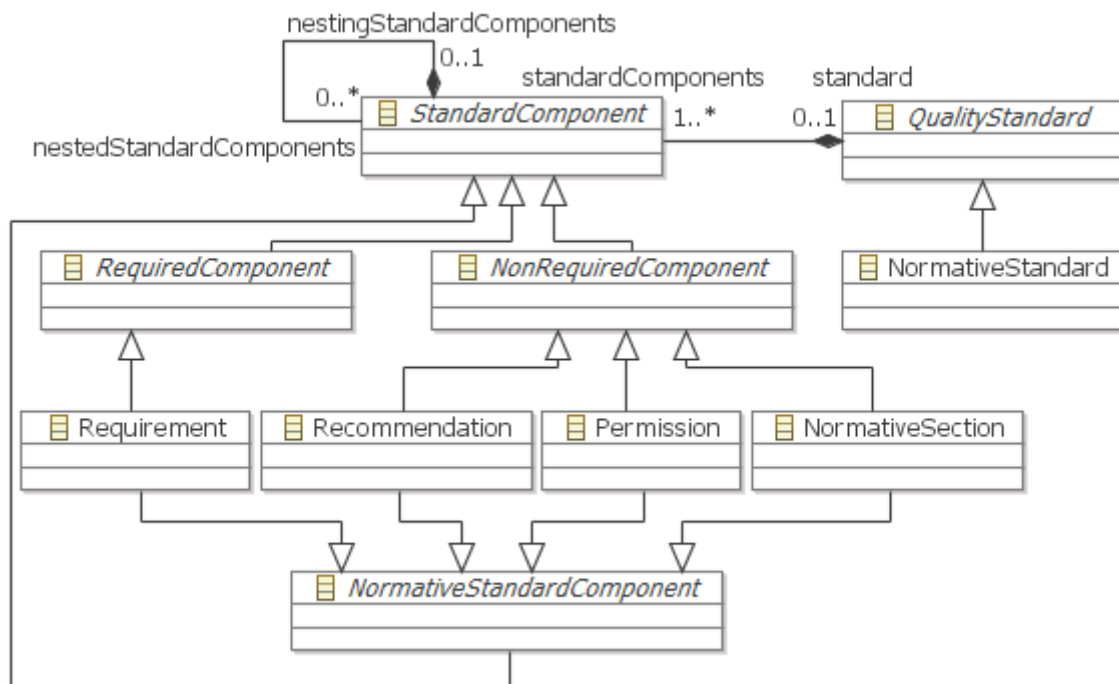 nestingStandardComponents
0..1
standardComponents
standard
0..*
StandardComponent
1..*
0..1
QualityStandard
nestedStandardComponents
RequiredComponent
NonRequiredComponent
NormativeStandard
Requirement
Recommendation
Permission
NormativeSection
NormativeStandardComponent